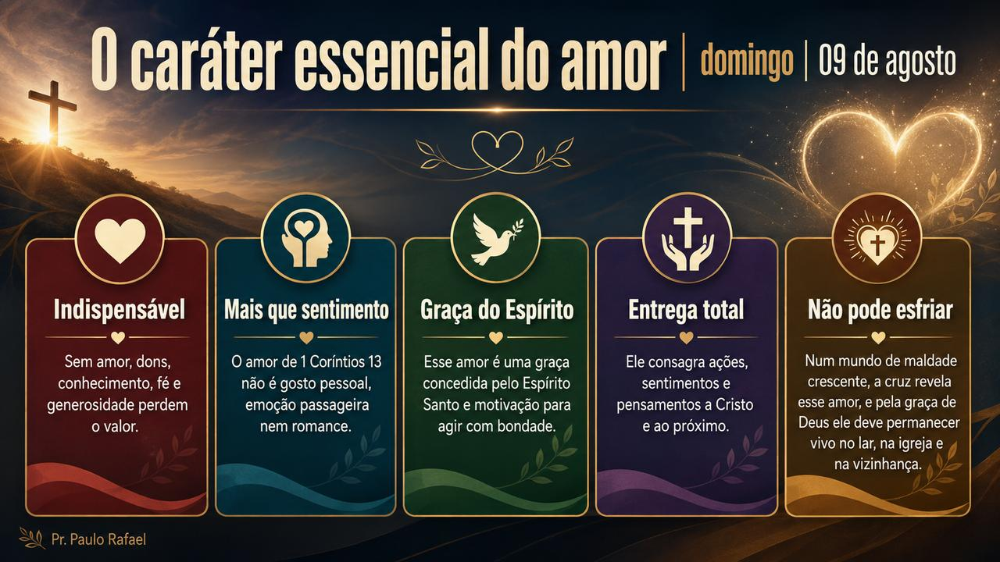 O caráter essencial do amor | domingo | 09 de agosto
Indispensável
Sem amor, dons,
conhecimento, fé e
generosidade perdem
o valor.
Mais que sentimento
O amor de 1 Coríntios 13
não é gosto pessoal,
emoção passageira
nem romance.
Graça do Espírito
Esse amor é uma graça
concedida pelo Espírito
Santo e motivação para
agir com bondade.
Entrega total
Ele consagra ações,
sentimentos e
pensamentos a Cristo
e ao próximo.
Não pode esfriar
Num mundo de maldade
crescente, a cruz revela
esse amor, e pela graça de
Deus ele deve permanecer
vivo no lar, na igreja e
na vizinhança.
Pr. Paulo Rafael